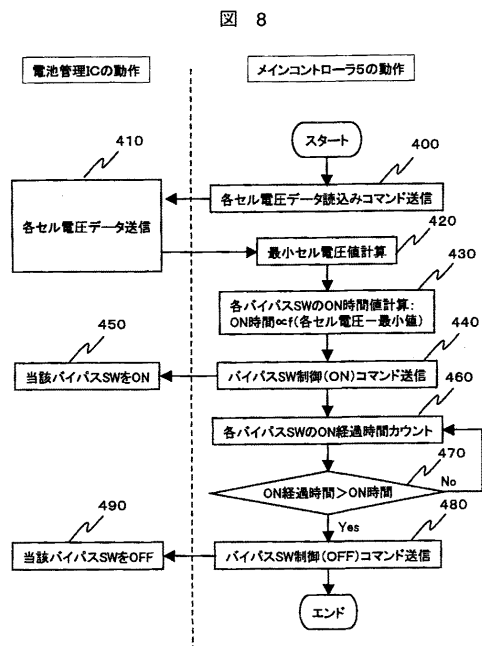 図 8
電池管理ICの動作
メインコントローラ5の動作
スタート
410
400
各セル電圧データ読込みコマンド送信
各セル電圧データ送信
420
最小セル電圧値計算
430
各バイパスSWのON時間値計算:
ON時間∝f(各セル電圧－最小値)
450
440
当該バイパスSWをON
バイパスSW制御(ON)コマンド送信
460
各バイパスSWのON経過時間カウント
470
ON経過時間＞ON時間
No
Yes
490
480
当該バイパスSWをOFF
バイパスSW制御(OFF)コマンド送信
エンド